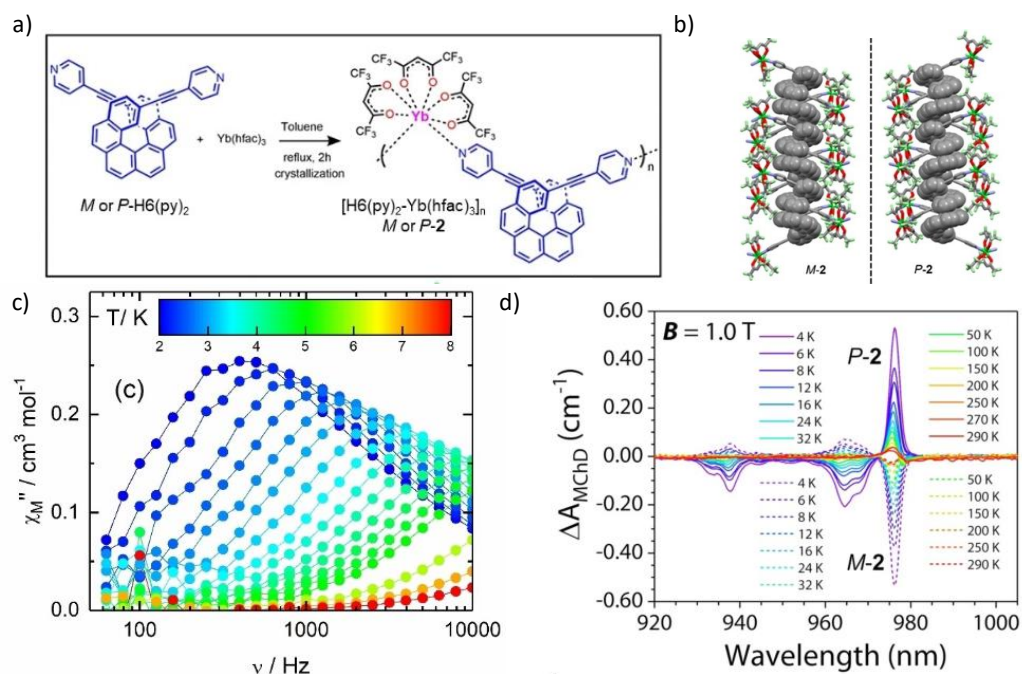 a)
N
N
+ Yb(hfac)₃
M or P-H6(py)₂
Toluene
reflux, 2h
crystallization
CF₃
CF₃
CF₃
CF₃
CF₃
CF₃
O
O
O
O
O
O
Yb
N
N
n
[H6(py)₂-Yb(hfac)₃]n
M or P-2
b)
M-2
P-2
c)
T/ K
2 3 4 5 6 7 8
(c)
0.3
0.2
0.1
0.0
χM'' / cm³ mol⁻¹
100 1000 10000
ν / Hz
d)
B = 1.0 T
P-2
M-2
4 K
6 K
8 K
12 K
16 K
24 K
32 K
50 K
100 K
150 K
200 K
250 K
270 K
290 K
4 K
6 K
8 K
12 K
16 K
24 K
32 K
50 K
100 K
150 K
200 K
250 K
290 K
0.60
0.40
0.20
0.00
-0.20
-0.40
-0.60
ΔA MChD (cm⁻¹)
920 940 960 980 1000
Wavelength (nm)